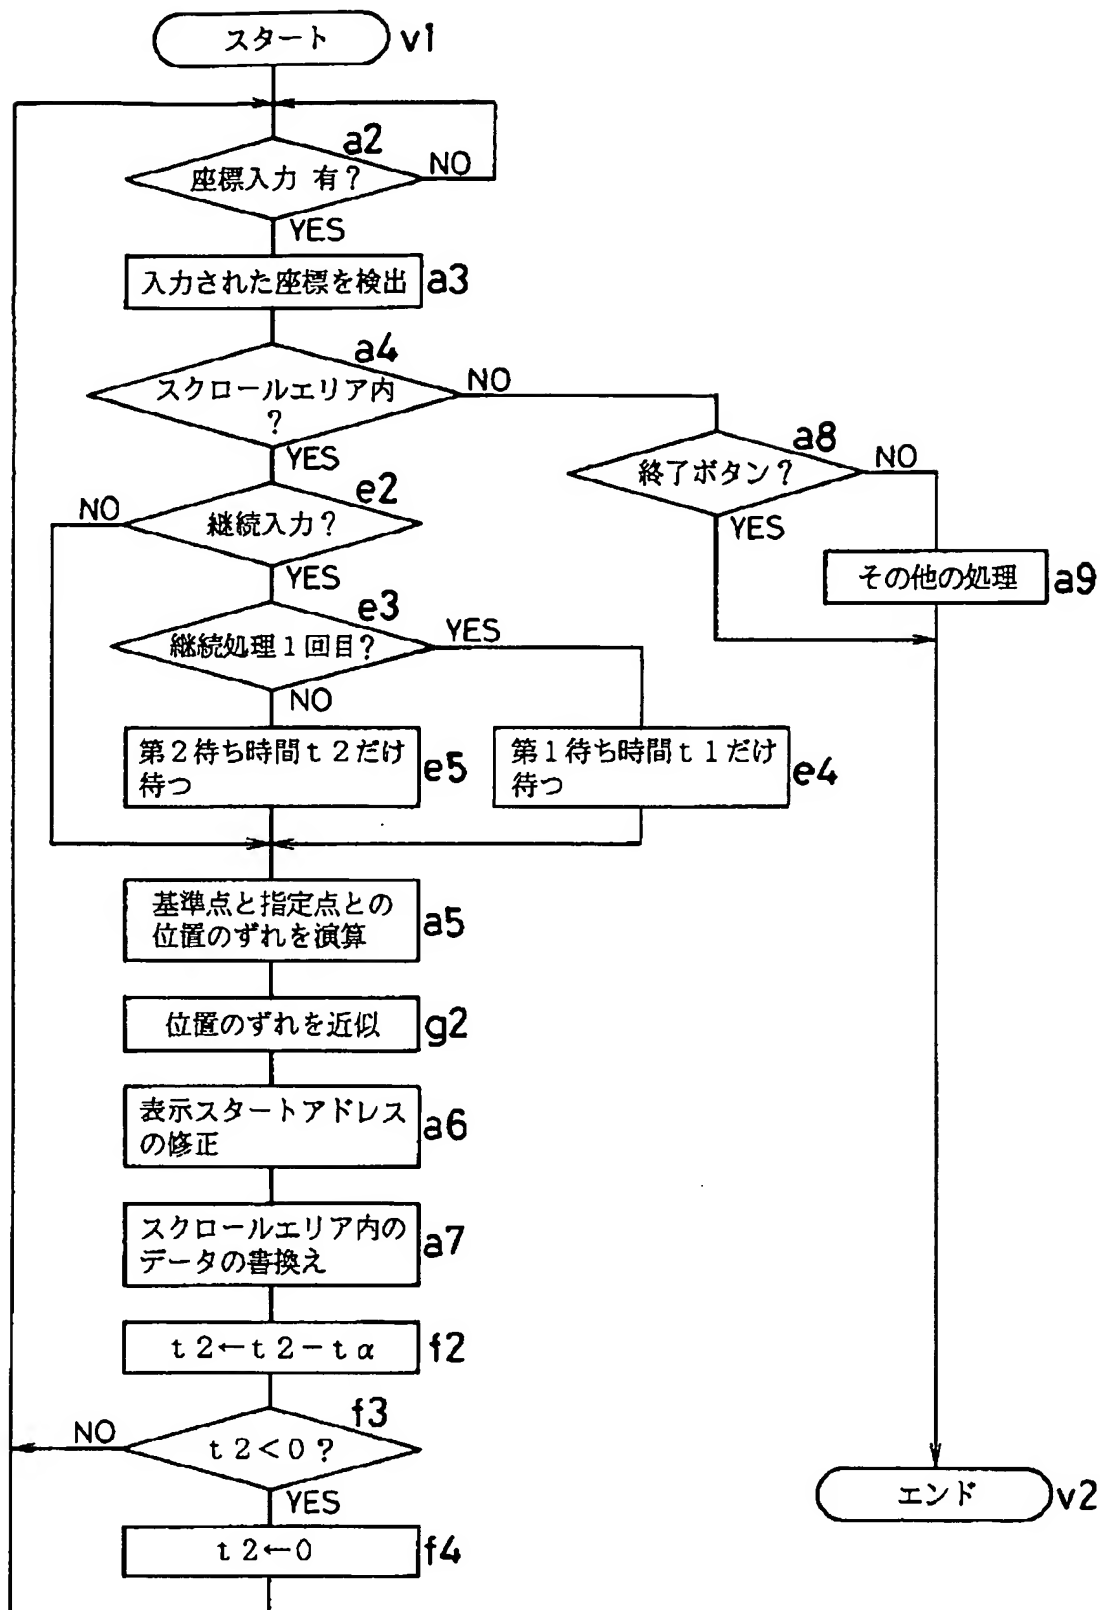 スタート v1
a2
座標入力 有？ NO
YES
入力された座標を検出 a3
a4
スクロールエリア内 NO
？
YES
a8
終了ボタン？ NO
YES
その他の処理 a9
e2
NO 継続入力？
YES
e3
継続処理１回目？ YES
NO
第２待ち時間ｔ２だけ
待つ e5
第１待ち時間ｔ１だけ
待つ e4
基準点と指定点との
位置のずれを演算 a5
位置のずれを近似 g2
表示スタートアドレス
の修正 a6
スクロールエリア内の
データの書換え a7
ｔ２←ｔ２－ｔα f2
f3
NO ｔ２＜０？
YES
ｔ２←０ f4
エンド v2